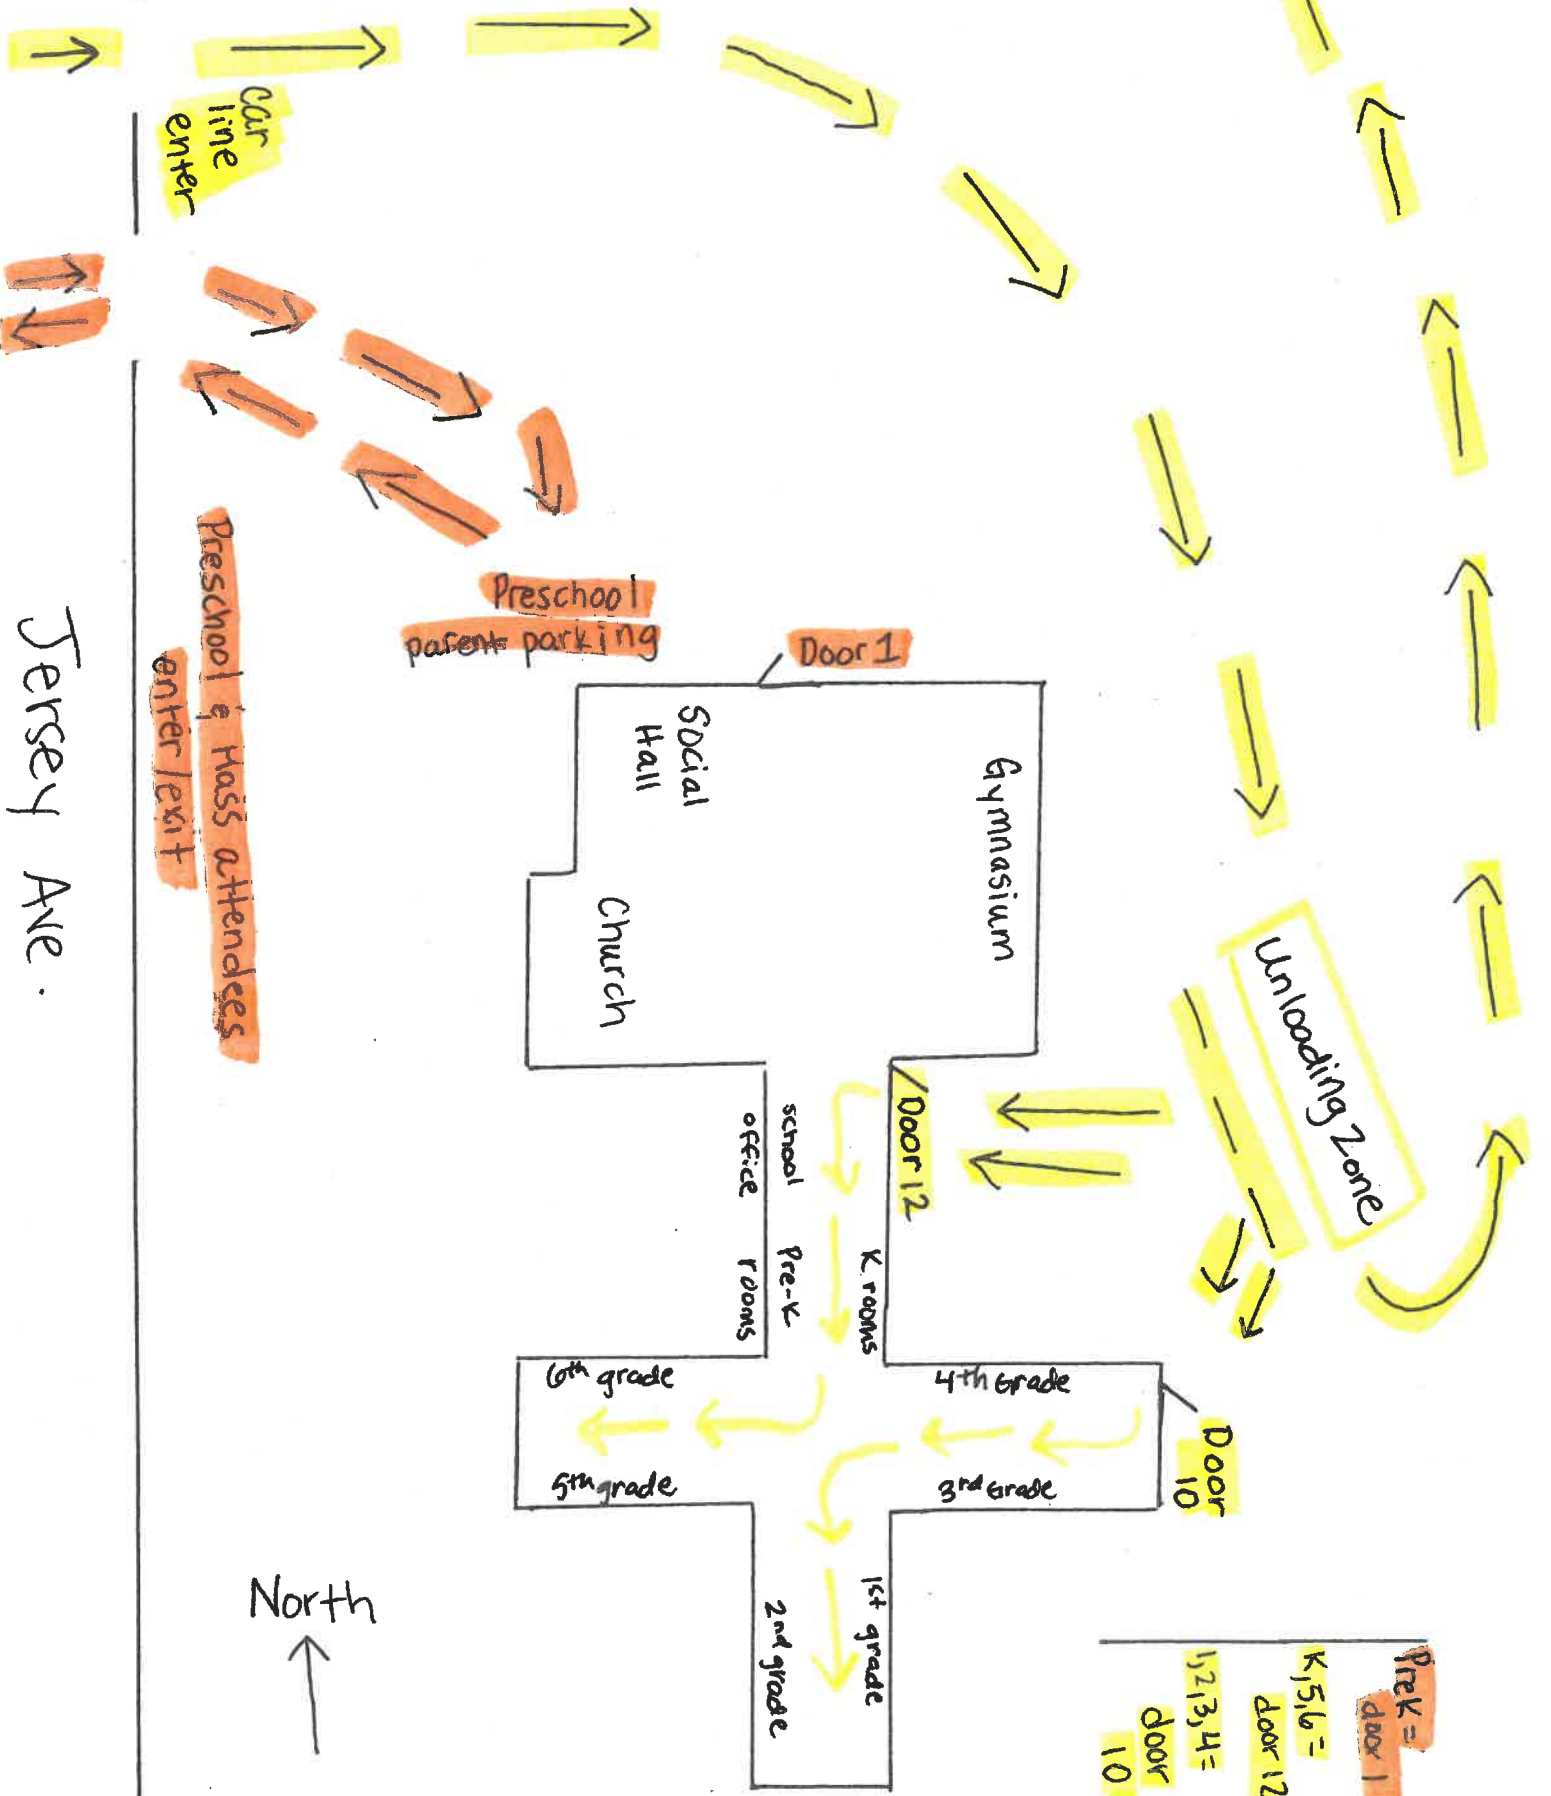 car
line
enter
Preschool & Mass attendees
enter/exit
Jersey Ave.
Preschool
parent parking
Door 1
Social
Hall
Gymnasium
Church
Unloading Zone
Door 12
school
office
Pre-K
rooms
K rooms
6th grade
5th grade
4th Grade
3rd Grade
Door
10
1st grade
2nd grade
North
PreK =
door 1
K,5,6 =
door 12
1,2,3,4 =
door
10